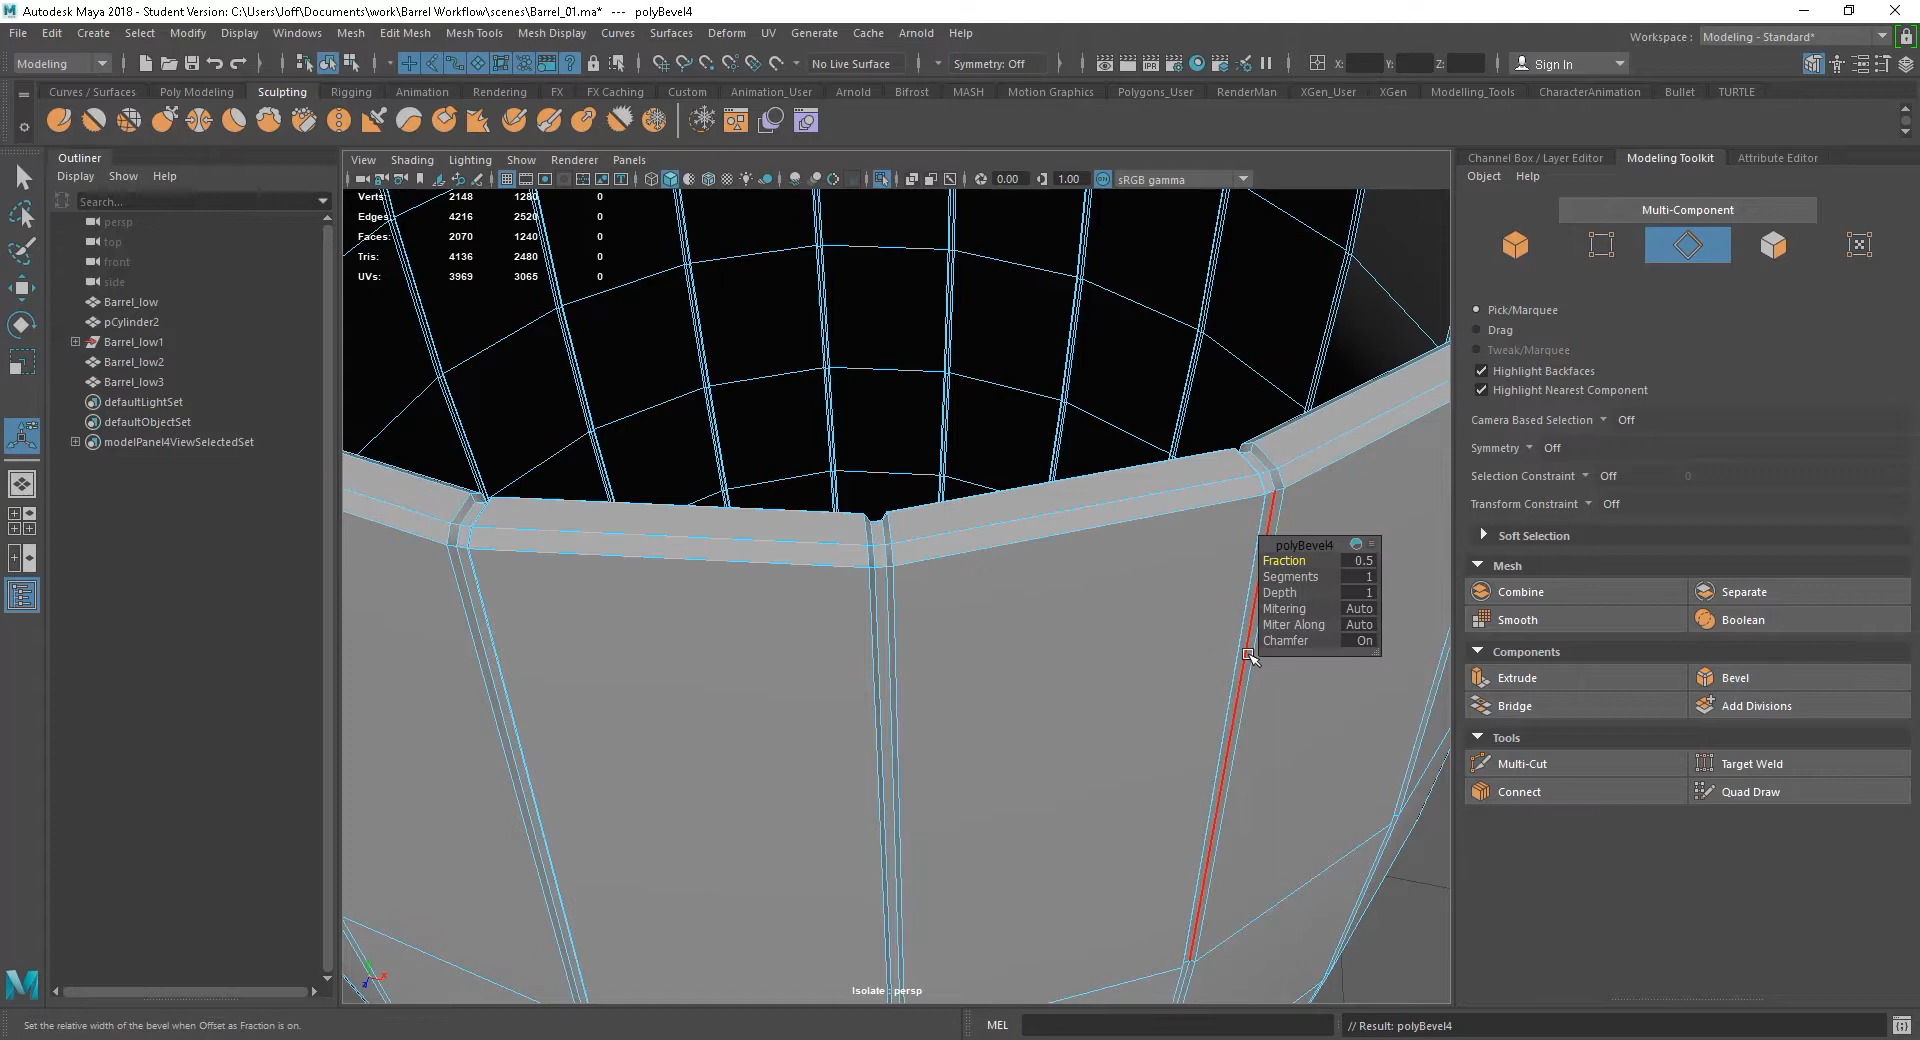 Autodesk Maya 2018 - Student Version: C:\Users\Joff\Documents\work\Barrel Workflow\scenes\Barrel_01.ma* --- polyBevel4
File Edit Create Select Modify Display Windows Mesh Edit Mesh Mesh Tools Mesh Display Curves Surfaces Deform UV Generate Cache Arnold Help
Workspace : Modeling - Standard*
Modeling No Live Surface Symmetry: Off X: Y: Z: Sign In
Curves / Surfaces Poly Modeling Sculpting Rigging Animation Rendering FX FX Caching Custom Animation_User Arnold Bifrost MASH Motion Graphics Polygons_User RenderMan XGen_User XGen Modelling_Tools CharacterAnimation Bullet TURTLE
Outliner
Display Show Help
Search...
persp
top
front
side
Barrel_low
pCylinder2
Barrel_low1
Barrel_low2
Barrel_low3
defaultLightSet
defaultObjectSet
modelPanel4ViewSelectedSet
View Shading Lighting Show Renderer Panels
0.00 1.00 sRGB gamma
Verts: 2148 1280 0
Edges: 4216 2520 0
Faces: 2070 1240 0
Tris: 4136 2480 0
UVs: 3969 3065 0
polyBevel4
Fraction 0.5
Segments 1
Depth 1
Mitering Auto
Miter Along Auto
Chamfer On
Isolate : persp
Channel Box / Layer Editor Modeling Toolkit Attribute Editor
Object Help
Multi-Component
Pick/Marquee
Drag
Tweak/Marquee
Highlight Backfaces
Highlight Nearest Component
Camera Based Selection Off
Symmetry Off
Selection Constraint Off 0
Transform Constraint Off
Soft Selection
Mesh
Combine Separate
Smooth Boolean
Components
Extrude Bevel
Bridge Add Divisions
Tools
Multi-Cut Target Weld
Connect Quad Draw
Set the relative width of the bevel when Offset as Fraction is on.
MEL
// Result: polyBevel4